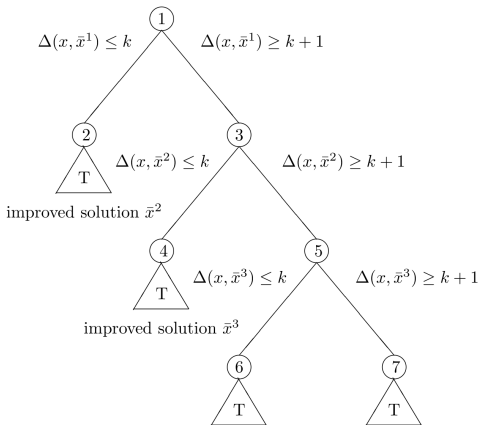 1
Δ(x, x̄¹) ≤ k
Δ(x, x̄¹) ≥ k + 1
2
3
Δ(x, x̄²) ≤ k
Δ(x, x̄²) ≥ k + 1
T
improved solution x̄²
4
5
Δ(x, x̄³) ≤ k
Δ(x, x̄³) ≥ k + 1
T
improved solution x̄³
6
7
T
T